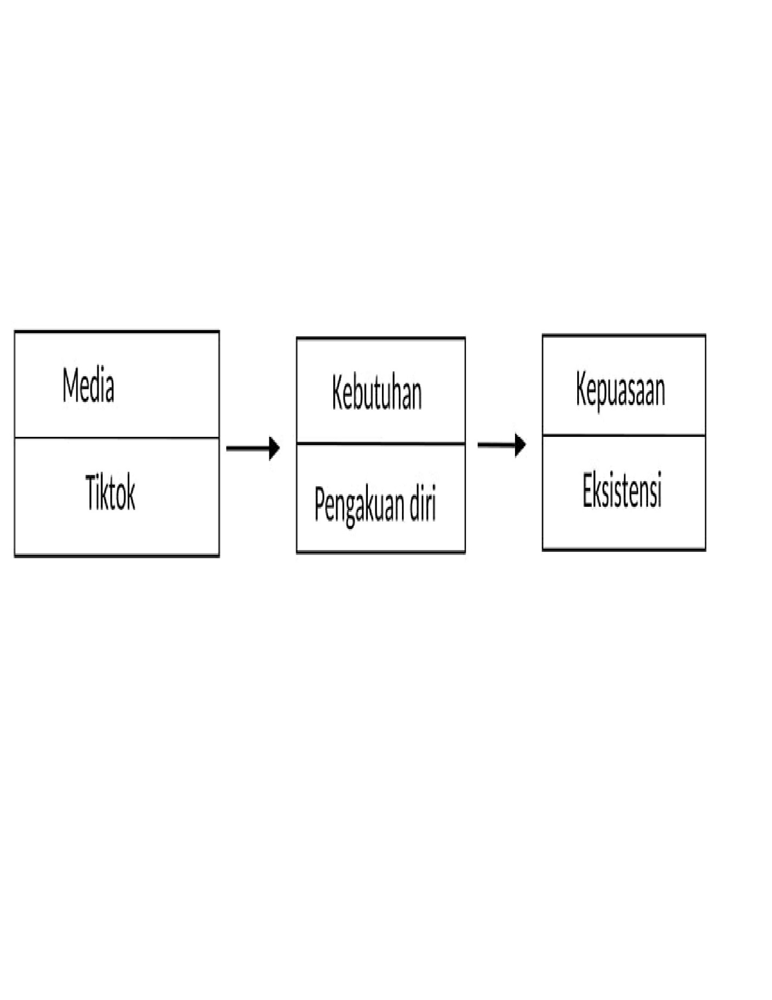 Media
Tiktok
Kebutuhan
Pengakuan diri
Kepuasaan
Eksistensi